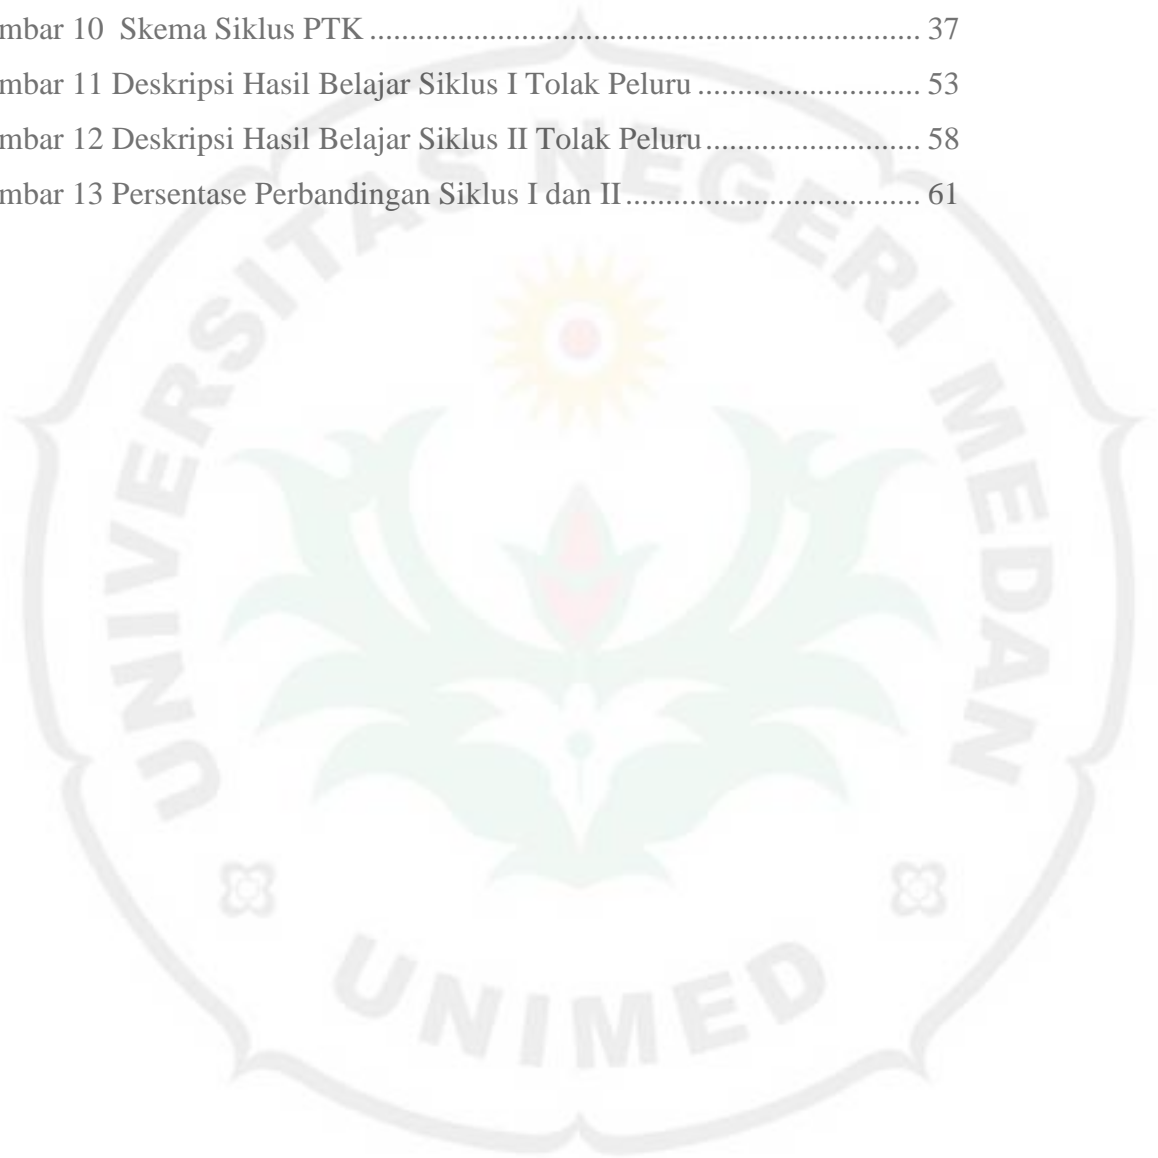 mbar 10  Skema Siklus PTK ..................................................................... 37
mbar 11 Deskripsi Hasil Belajar Siklus I Tolak Peluru ............................ 53
mbar 12 Deskripsi Hasil Belajar Siklus II Tolak Peluru ........................... 58
mbar 13 Persentase Perbandingan Siklus I dan II ..................................... 61
UNIVERSITAS NEGERI MEDAN
UNIMED